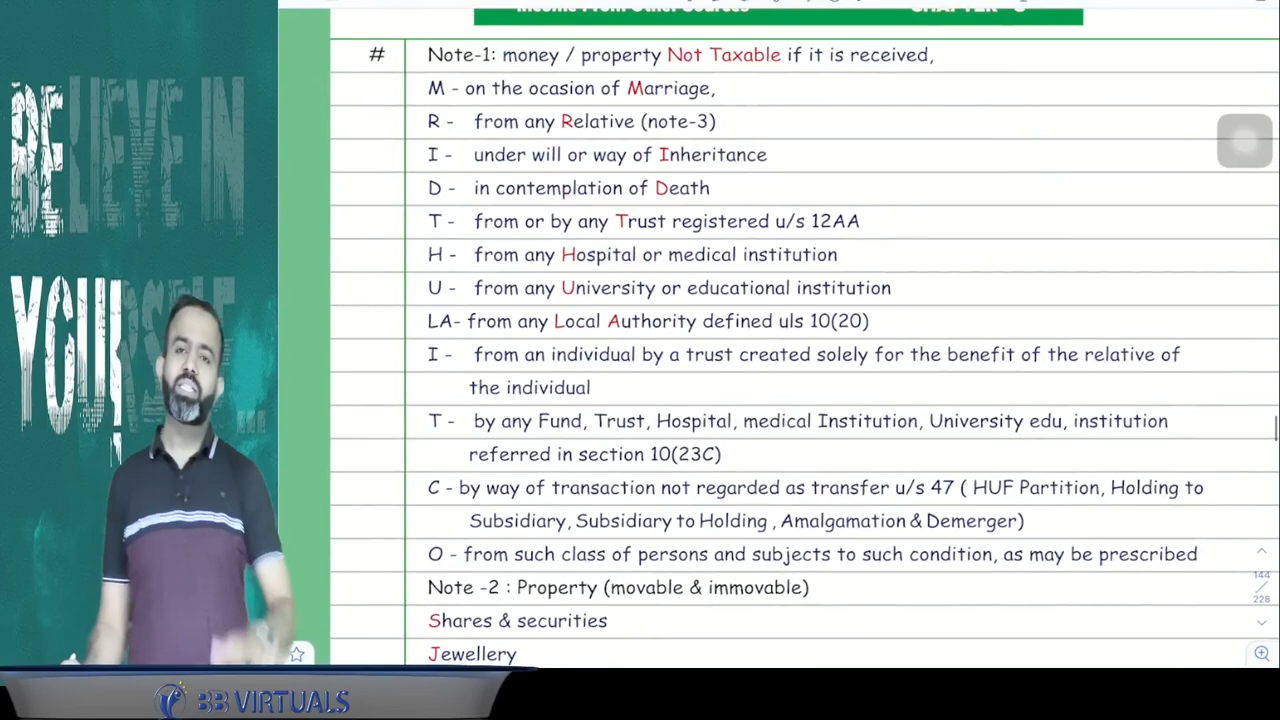 BELIEVE IN
YOURSELF...
#
Note-1: money / property Not Taxable if it is received,
M - on the ocasion of Marriage,
R - from any Relative (note-3)
I - under will or way of Inheritance
D - in contemplation of Death
T - from or by any Trust registered u/s 12AA
H - from any Hospital or medical institution
U - from any University or educational institution
LA- from any Local Authority defined uls 10(20)
I - from an individual by a trust created solely for the benefit of the relative of
the individual
T - by any Fund, Trust, Hospital, medical Institution, University edu, institution
referred in section 10(23C)
C - by way of transaction not regarded as transfer u/s 47 ( HUF Partition, Holding to
Subsidiary, Subsidiary to Holding , Amalgamation & Demerger)
O - from such class of persons and subjects to such condition, as may be prescribed
Note -2 : Property (movable & immovable)
Shares & securities
Jewellery
144
/
228
BB VIRTUALS